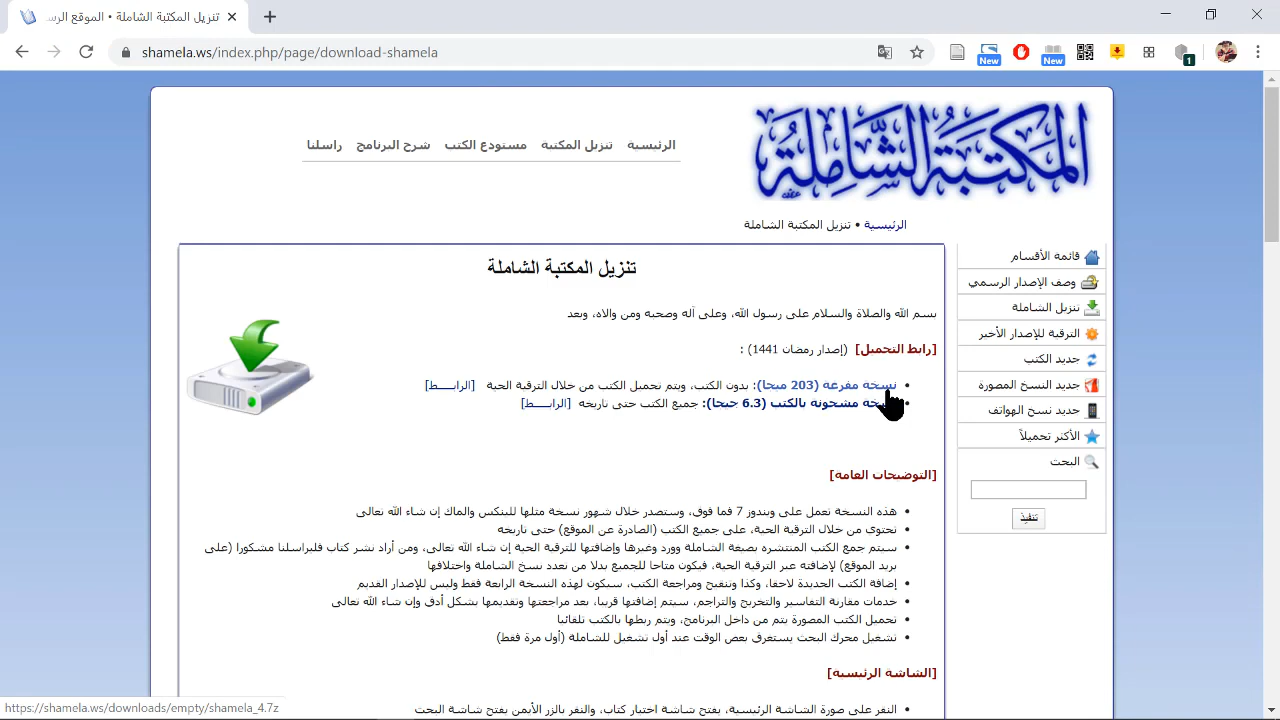 تنزيل المكتبة الشاملة • الموقع الرس
shamela.ws/index.php/page/download-shamela
New
New
1
المكتبة الشاملة
الرئيسية
تنزيل المكتبة
مستودع الكتب
شرح البرنامج
راسلنا
الرئيسية • تنزيل المكتبة الشاملة
قائمة الأقسام
وصف الإصدار الرسمي
تنزيل الشاملة
الترقية للإصدار الأخير
جديد الكتب
جديد النسخ المصورة
جديد نسخ الهواتف
الأكثر تحميلاً
البحث
تنفيذ
تنزيل المكتبة الشاملة
بسم الله والصلاة والسلام على رسول الله، وعلى آله وصحبه ومن والاه، وبعد
[رابط التحميل] (إصدار رمضان 1441) :
نسخة مفرغة (203 ميجا): بدون الكتب، ويتم تحميل الكتب من خلال الترقية الحية [الرابـــــط]
مشحونة بالكتب (6.3 جيجا): جميع الكتب حتى تاريخه [الرابـــــط]
[التوضيحات العامة]
هذه النسخة تعمل على ويندوز 7 فما فوق، وستصدر خلال شهور نسخة مثلها للينكس والماك إن شاء الله تعالى
تحتوي من خلال الترقية الحية، على جميع الكتب (الصادرة عن الموقع) حتى تاريخه
سيتم جمع الكتب المنتشرة بصيغة الشاملة وورد وغيرها وإضافتها للترقية الحية إن شاء الله تعالى، ومن أراد نشر كتاب فليراسلنا مشكورا (على
بريد الموقع) لإضافته عبر الترقية الحية، فيكون متاحا للجميع بدلا من تعدد نسخ الشاملة واختلافها
إضافة الكتب الجديدة لاحقا، وكذا وتنقيح ومراجعة الكتب، سيكون لهذه النسخة الرابعة فقط وليس للإصدار القديم
خدمات مقارنة التفاسير والتخريج والتراجم، سيتم إضافتها قريبا، بعد مراجعتها وتقديمها بشكل أدق وإن شاء الله تعالى
تحميل الكتب المصورة يتم من داخل البرنامج، ويتم ربطها بالكتب تلقائيا
تشغيل محرك البحث يستغرق بعض الوقت عند أول تشغيل للشاملة (أول مرة فقط)
[الشاشة الرئيسية]
النقر على صورة الشاشة الرئيسية، يفتح شاشة اختيار كتاب، والنقر بالزر الأيمن يفتح شاشة البحث
https://shamela.ws/downloads/empty/shamela_4.7z